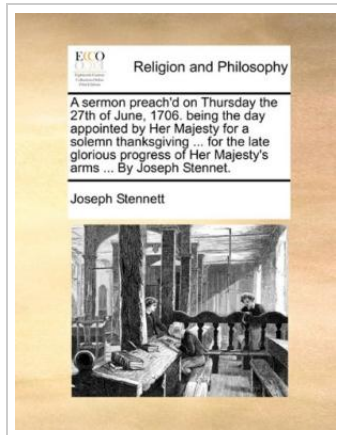 ECCO
Religion and Philosophy
A sermon preach'd on Thursday the
27th of June, 1706. being the day
appointed by Her Majesty for a
solemn thanksgiving ... for the late
glorious progress of Her Majesty's
arms ... By Joseph Stennet.
Joseph Stennett